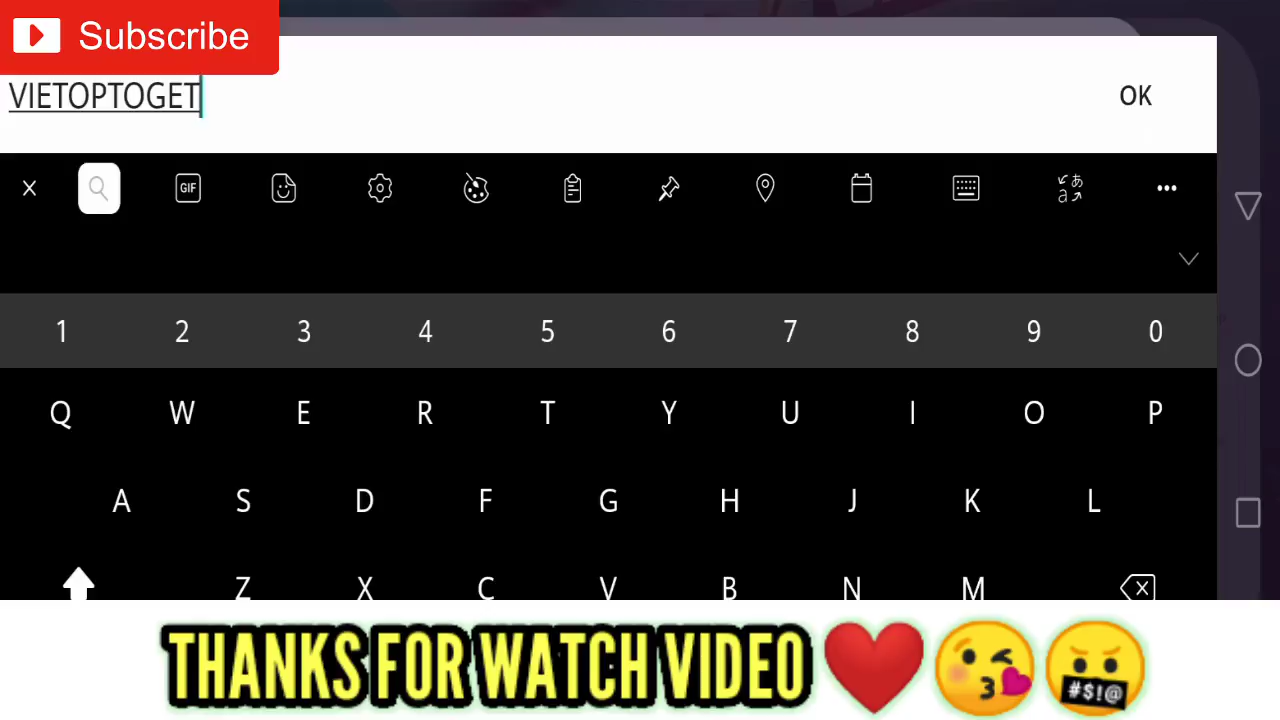 Subscribe
VIETOPTOGET
OK
GIF
1 2 3 4 5 6 7 8 9 0
Q W E R T Y U I O P
A S D F G H J K L
Z X C V B N M
THANKS FOR WATCH VIDEO
#$!@